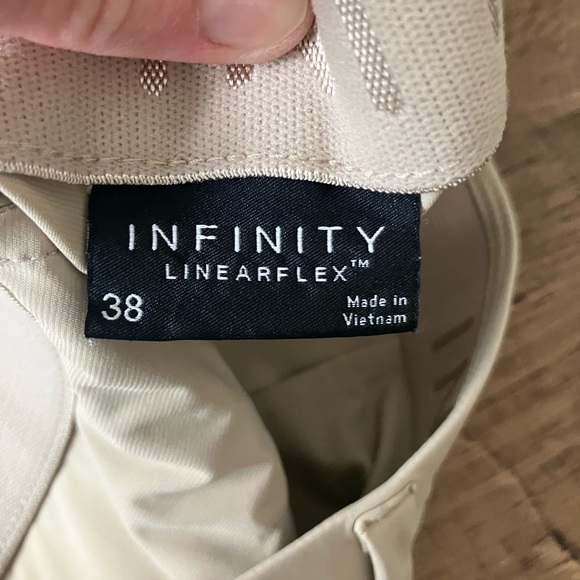 INFINITY
LINEARFLEX™
38
Made in
Vietnam